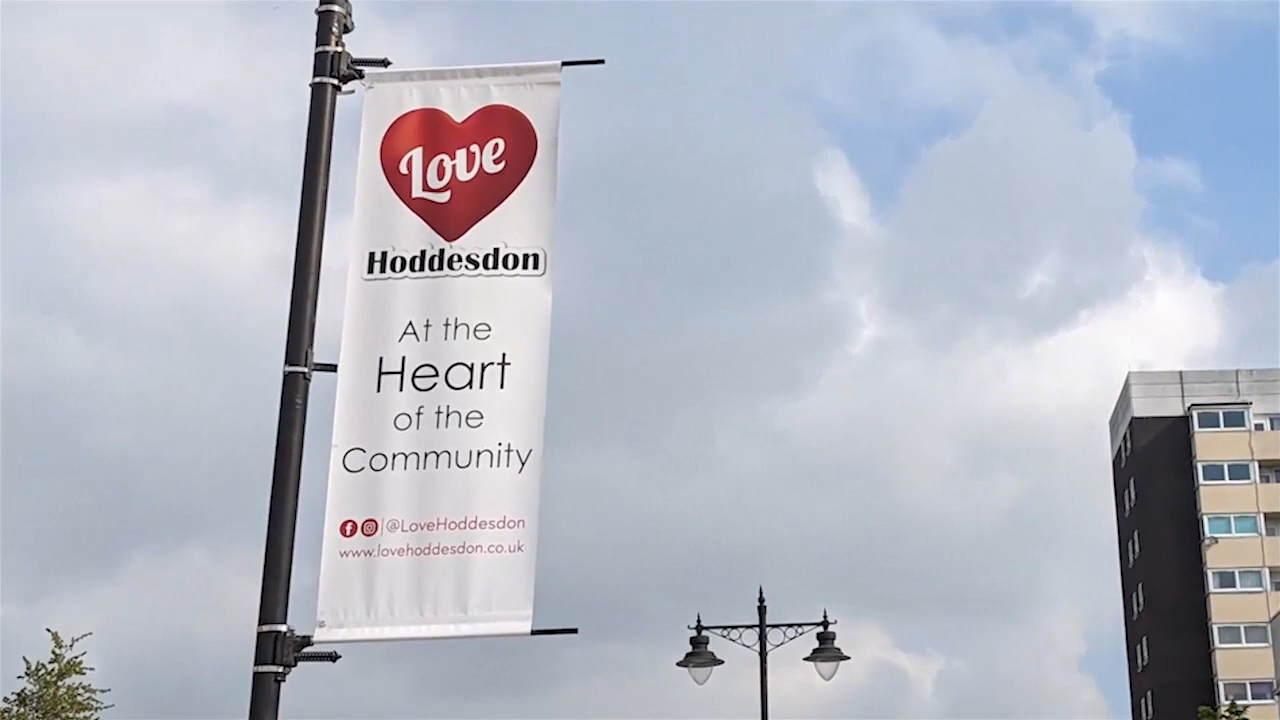 Love
Hoddesdon
At the
Heart
of the
Community
@LoveHoddesdon
www.lovehoddesdon.co.uk